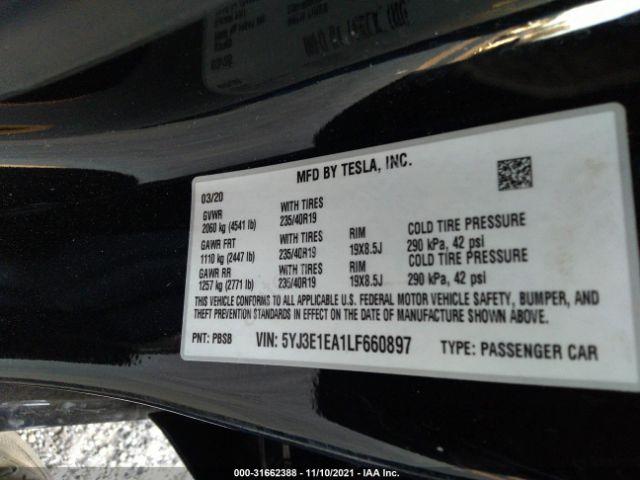 MFD BY TESLA, INC.
03/20
GVWR WITH TIRES
2060 kg (4541 lb) 235/40R19
GAWR FRT WITH TIRES RIM COLD TIRE PRESSURE
1110 kg (2447 lb) 235/40R19 19X8.5J 290 kPa, 42 psi
GAWR RR WITH TIRES RIM COLD TIRE PRESSURE
1257 kg (2771 lb) 235/40R19 19X8.5J 290 kPa, 42 psi
THIS VEHICLE CONFORMS TO ALL APPLICABLE U.S. FEDERAL MOTOR VEHICLE SAFETY, BUMPER, AND
THEFT PREVENTION STANDARDS IN EFFECT ON THE DATE OF MANUFACTURE SHOWN ABOVE.
PNT: PBSB VIN: 5YJ3E1EA1LF660897 TYPE: PASSENGER CAR
000-31662388 - 11/10/2021 - IAA Inc.